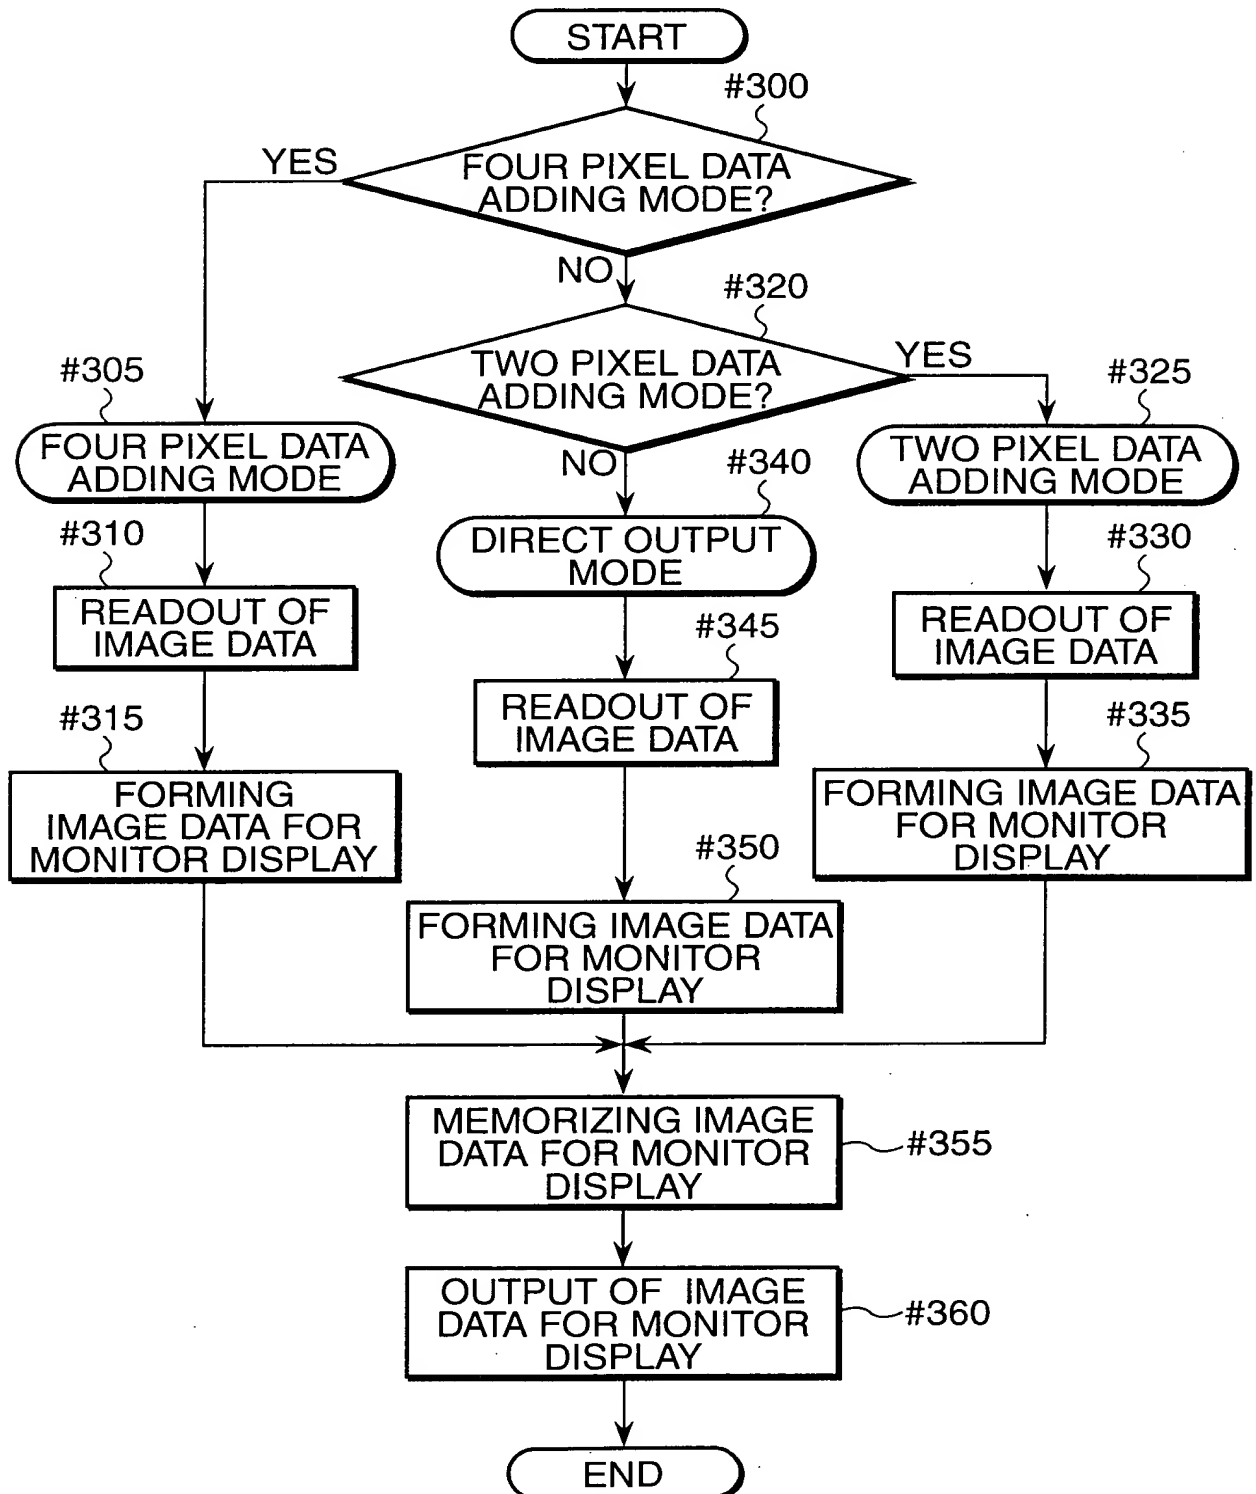 START
#300
FOUR PIXEL DATA
ADDING MODE?
YES
NO
#320
TWO PIXEL DATA
ADDING MODE?
YES
NO
#305
FOUR PIXEL DATA
ADDING MODE
#310
READOUT OF
IMAGE DATA
#315
FORMING
IMAGE DATA FOR
MONITOR DISPLAY
#340
DIRECT OUTPUT
MODE
#345
READOUT OF
IMAGE DATA
#350
FORMING IMAGE DATA
FOR MONITOR
DISPLAY
#325
TWO PIXEL DATA
ADDING MODE
#330
READOUT OF
IMAGE DATA
#335
FORMING IMAGE DATA
FOR MONITOR
DISPLAY
MEMORIZING IMAGE
DATA FOR MONITOR
DISPLAY
#355
OUTPUT OF IMAGE
DATA FOR MONITOR
DISPLAY
#360
END